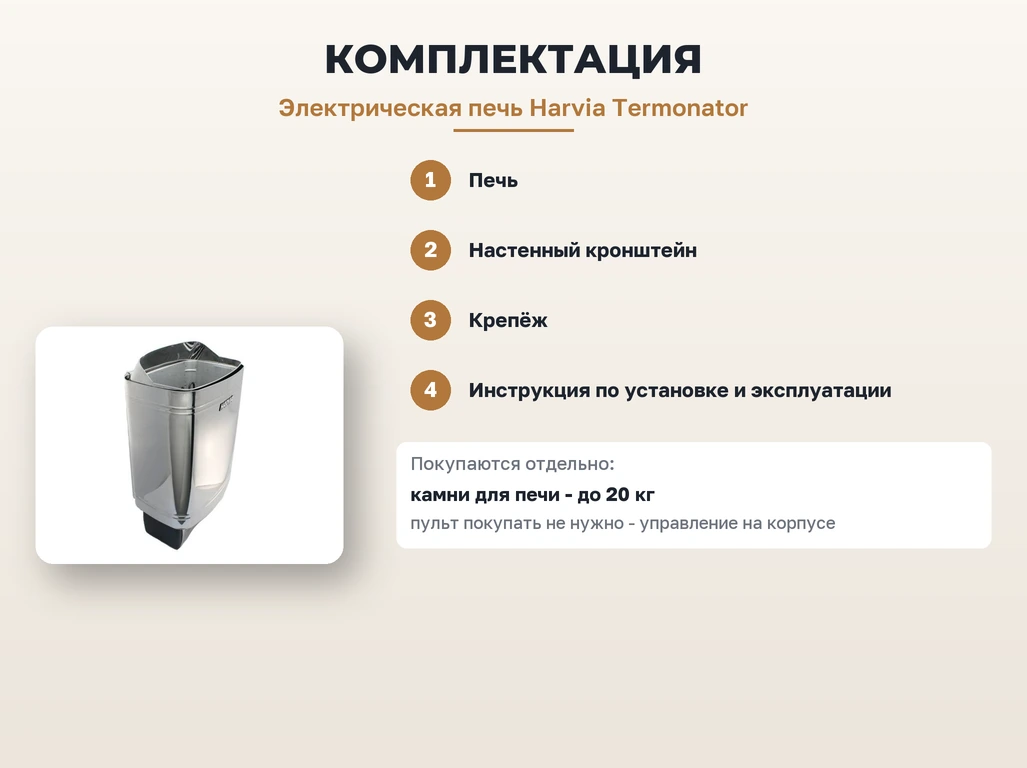 КОМПЛЕКТАЦИЯ
Электрическая печь Harvia Termonator
1 Печь
2 Настенный кронштейн
3 Крепёж
4 Инструкция по установке и эксплуатации
Покупаются отдельно:
камни для печи - до 20 кг
пульт покупать не нужно - управление на корпусе